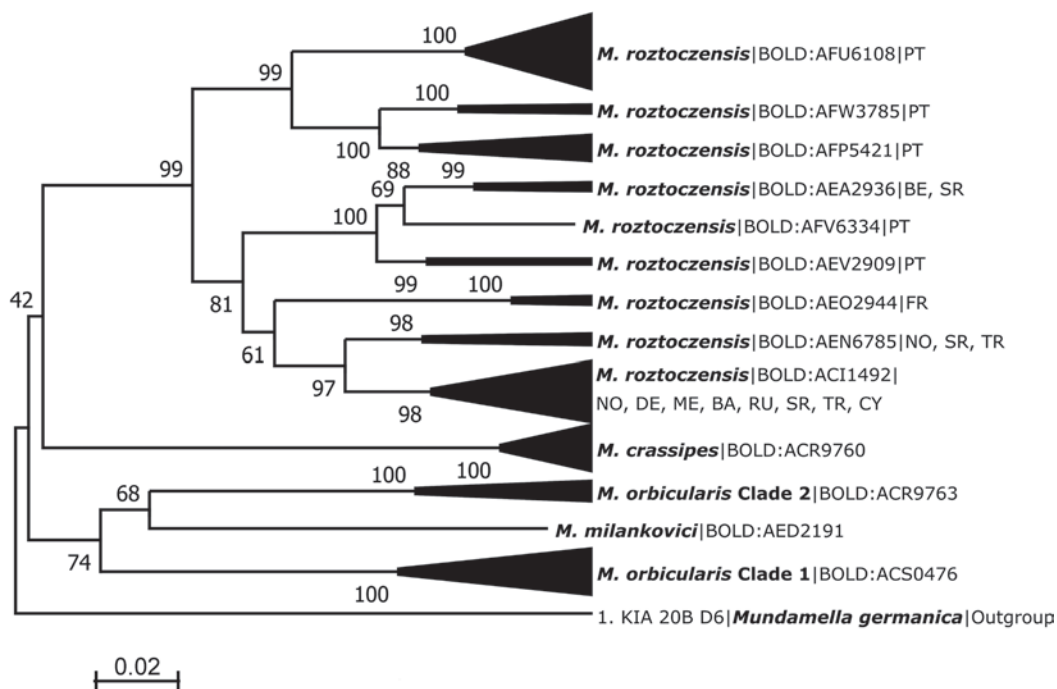 100
M. roztoczensis|BOLD:AFU6108|PT
99
100
M. roztoczensis|BOLD:AFW3785|PT
100
M. roztoczensis|BOLD:AFP5421|PT
99
88
99
69
M. roztoczensis|BOLD:AEA2936|BE, SR
100
M. roztoczensis|BOLD:AFV6334|PT
M. roztoczensis|BOLD:AEV2909|PT
99
100
42
81
M. roztoczensis|BOLD:AEO2944|FR
98
61
M. roztoczensis|BOLD:AEN6785|NO, SR, TR
97
98
M. roztoczensis|BOLD:ACI1492|
NO, DE, ME, BA, RU, SR, TR, CY
M. crassipes|BOLD:ACR9760
100
100
68
M. orbicularis Clade 2|BOLD:ACR9763
M. milankovici|BOLD:AED2191
74
M. orbicularis Clade 1|BOLD:ACS0476
100
1. KIA 20B D6|Mundamella germanica|Outgroup
0.02